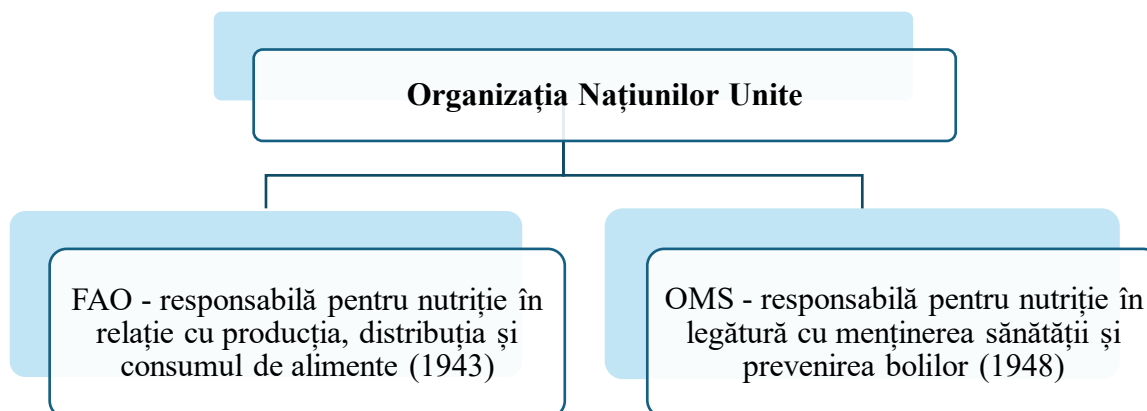 Organizația Națiunilor Unite
FAO - responsabilă pentru nutriție în
relație cu producția, distribuția și
consumul de alimente (1943)
OMS - responsabilă pentru nutriție în
legătură cu menținerea sănătății și
prevenirea bolilor (1948)